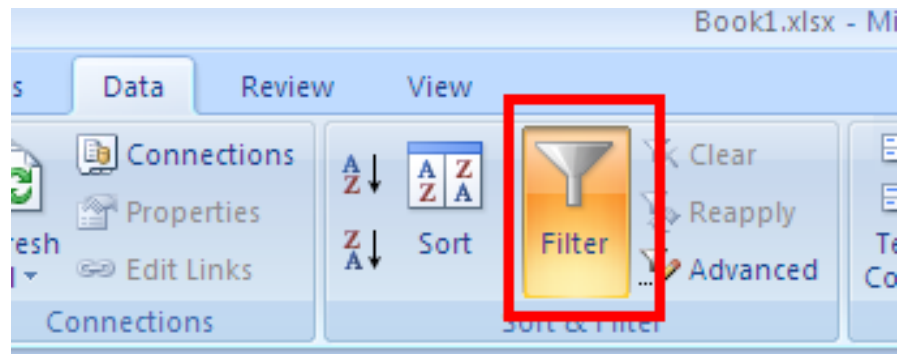 Book1.xlsx - Mi
s Data Review View
Connections
Properties
Edit Links
resh
Connections
A
Z
Z
A
A Z
Z A
Sort
Filter
Clear
Reapply
Advanced
Sort & Filter
Te
Co